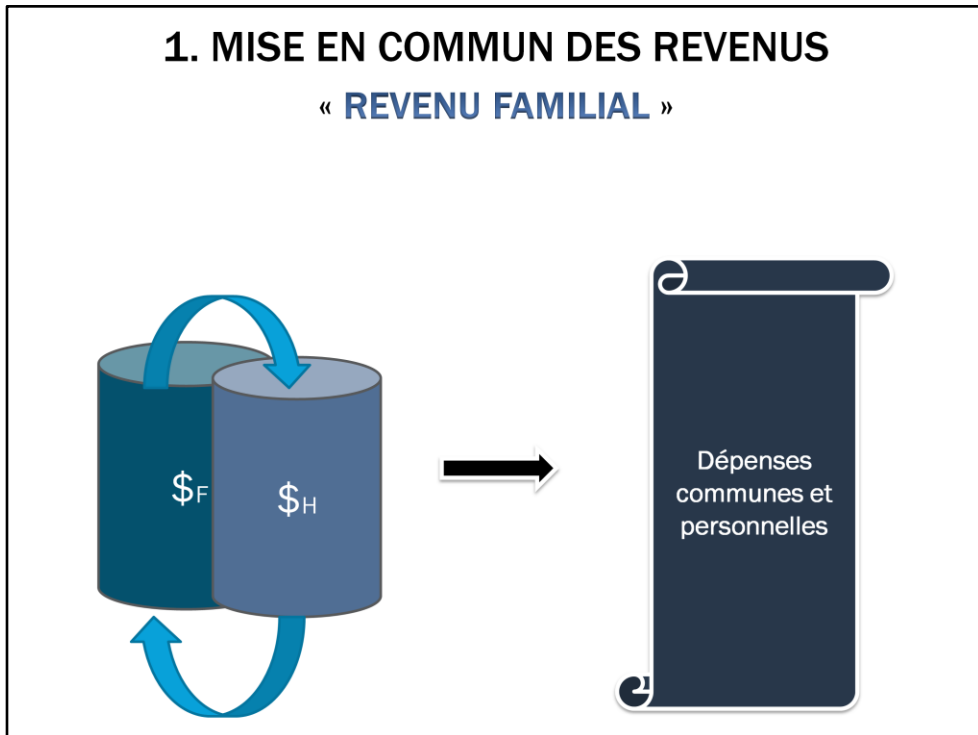 1. MISE EN COMMUN DES REVENUS
« REVENU FAMILIAL »
$F
$H
Dépenses
communes et
personnelles